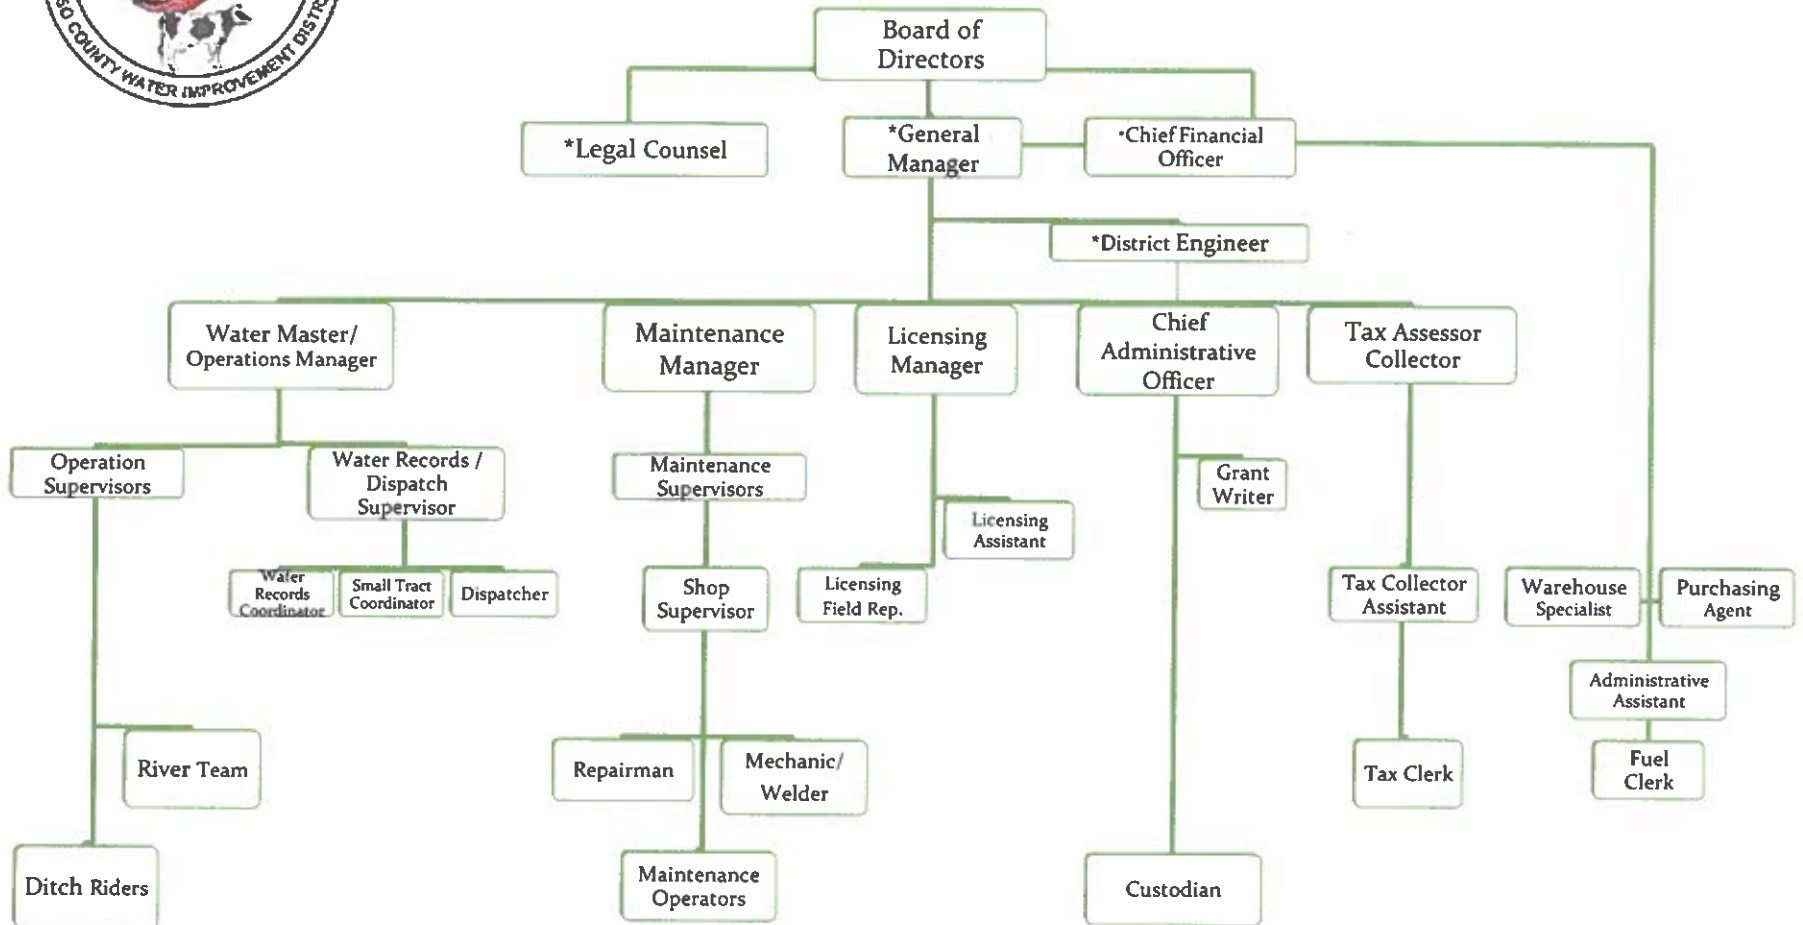 COUNTY WATER IMPROVEMENT
Board of
Directors
*Legal Counsel
*General
Manager
*Chief Financial
Officer
*District Engineer
Water Master/
Operations Manager
Maintenance
Manager
Licensing
Manager
Chief
Administrative
Officer
Tax Assessor
Collector
Operation
Supervisors
Water Records /
Dispatch
Supervisor
Maintenance
Supervisors
Grant
Writer
Licensing
Assistant
Water
Records
Coordinator
Small Tract
Coordinator
Dispatcher
Shop
Supervisor
Licensing
Field Rep.
Tax Collector
Assistant
Warehouse
Specialist
Purchasing
Agent
Administrative
Assistant
River Team
Repairman
Mechanic/
Welder
Tax Clerk
Fuel
Clerk
Ditch Riders
Maintenance
Operators
Custodian